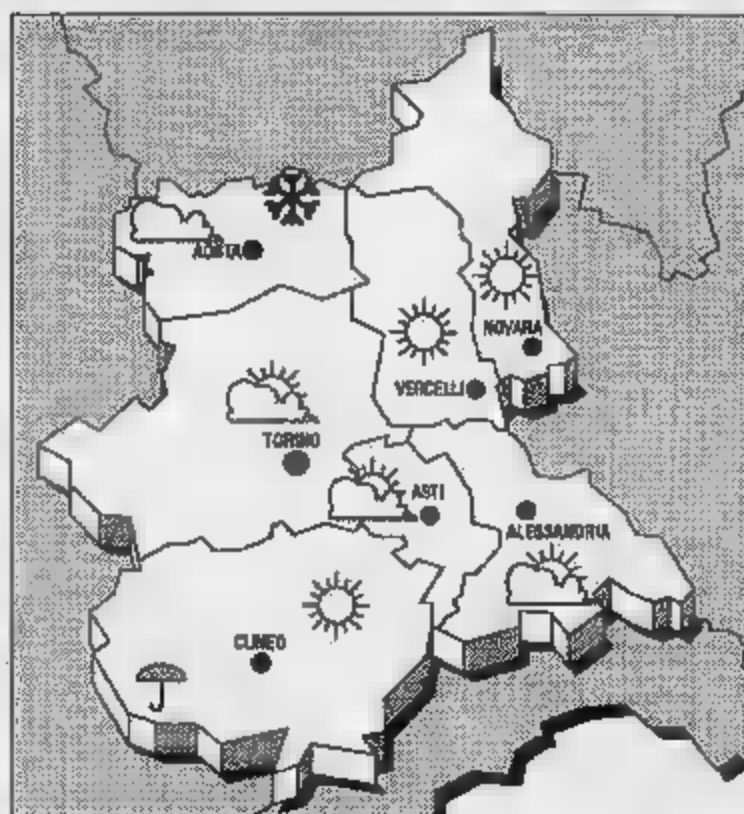 AOSTA
NOVARA
VERCELLI
TORINO
ASTI
ALESSANDRIA
CUNEO